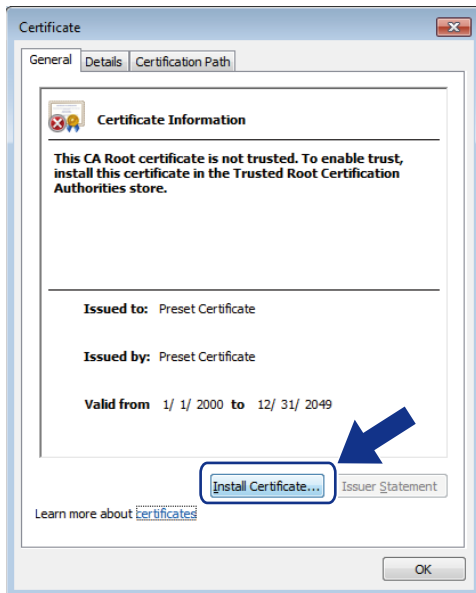 Certificate
General Details Certification Path
Certificate Information
This CA Root certificate is not trusted. To enable trust,
install this certificate in the Trusted Root Certification
Authorities store.
Issued to: Preset Certificate
Issued by: Preset Certificate
Valid from 1/ 1/ 2000 to 12/ 31/ 2049
Install Certificate... Issuer Statement
Learn more about certificates
OK